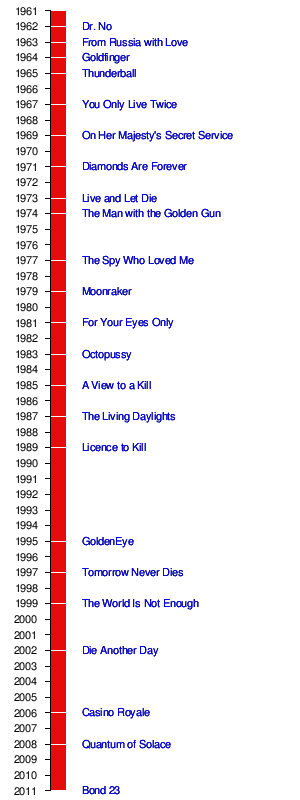 1961
1962 Dr. No
1963 From Russia with Love
1964 Goldfinger
1965 Thunderball
1966
1967 You Only Live Twice
1968
1969 On Her Majesty's Secret Service
1970
1971 Diamonds Are Forever
1972
1973 Live and Let Die
1974 The Man with the Golden Gun
1975
1976
1977 The Spy Who Loved Me
1978
1979 Moonraker
1980
1981 For Your Eyes Only
1982
1983 Octopussy
1984
1985 A View to a Kill
1986
1987 The Living Daylights
1988
1989 Licence to Kill
1990
1991
1992
1993
1994
1995 GoldenEye
1996
1997 Tomorrow Never Dies
1998
1999 The World Is Not Enough
2000
2001
2002 Die Another Day
2003
2004
2005
2006 Casino Royale
2007
2008 Quantum of Solace
2009
2010
2011 Bond 23